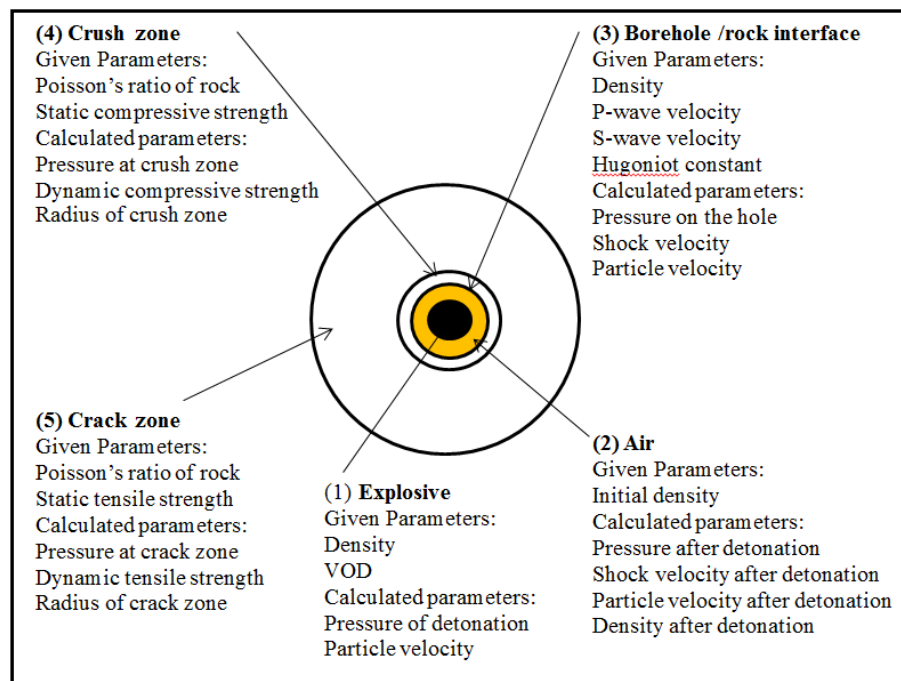 (4) Crush zone
Given Parameters:
Poisson's ratio of rock
Static compressive strength
Calculated parameters:
Pressure at crush zone
Dynamic compressive strength
Radius of crush zone
(3) Borehole /rock interface
Given Parameters:
Density
P-wave velocity
S-wave velocity
Hugoniot constant
Calculated parameters:
Pressure on the hole
Shock velocity
Particle velocity
(5) Crack zone
Given Parameters:
Poisson's ratio of rock
Static tensile strength
Calculated parameters:
Pressure at crack zone
Dynamic tensile strength
Radius of crack zone
(1) Explosive
Given Parameters:
Density
VOD
Calculated parameters:
Pressure of detonation
Particle velocity
(2) Air
Given Parameters:
Initial density
Calculated parameters:
Pressure after detonation
Shock velocity after detonation
Particle velocity after detonation
Density after detonation